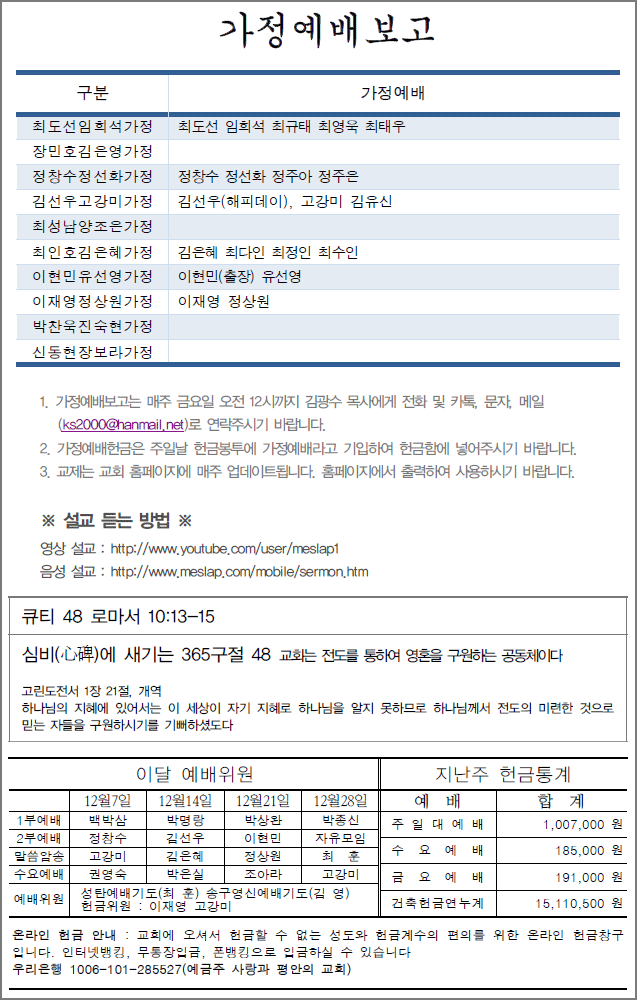 가정예배보고
구분 가정예배
최도선임희석가정 최도선 임희석 최규태 최영욱 최태우
장민호김은영가정
정창수정선화가정 정창수 정선화 정주아 정주은
김선우고강미가정 김선우(해피데이), 고강미 김유신
최성남양조은가정
최인호김은혜가정 김은혜 최다인 최정인 최수인
이현민유선영가정 이현민(출장) 유선영
이재영정상원가정 이재영 정상원
박찬욱진숙현가정
신동현장보라가정
1. 가정예배보고는 매주 금요일 오전 12시까지 김광수 목사에게 전화 및 카톡, 문자, 메일
(ks2000@hanmail.net)로 연락주시기 바랍니다.
2. 가정예배헌금은 주일날 헌금봉투에 가정예배라고 기입하여 헌금함에 넣어주시기 바랍니다.
3. 교제는 교회 홈페이지에 매주 업데이트됩니다. 홈페이지에서 출력하여 사용하시기 바랍니다.
※ 설교 듣는 방법 ※
영상 설교 : http://www.youtube.com/user/meslap1
음성 설교 : http://www.meslap.com/mobile/sermon.htm
큐티 48 로마서 10:13-15
심비(心碑)에 새기는 365구절 48 교회는 전도를 통하여 영혼을 구원하는 공동체이다
고린도전서 1장 21절, 개역
하나님의 지혜에 있어서는 이 세상이 자기 지혜로 하나님을 알지 못하므로 하나님께서 전도의 미련한 것으로
믿는 자들을 구원하시기를 기뻐하셨도다
이달 예배위원
12월7일 12월14일 12월21일 12월28일
1부예배 백박삼 박명랑 박상완 박종신
2부예배 정창수 김선우 이현민 자유모임
말씀암송 고강미 김은혜 정상원 최 훈
수요예배 권영숙 박은실 조아라 고강미
예배위원 성탄예배기도(최 훈) 송구영신예배기도(김 영)
헌금위원 : 이재영 고강미
지난주 헌금통계
예 배 합 계
주 일 대 예 배 1,007,000 원
수 요 예 배 185,000 원
금 요 예 배 191,000 원
건축헌금연누계 15,110,500 원
온라인 헌금 안내 : 교회에 오셔서 헌금할 수 없는 성도와 헌금계수의 편의를 위한 온라인 헌금창구
입니다. 인터넷뱅킹, 무통장입금, 폰뱅킹으로 입금하실 수 있습니다
우리은행 1006-101-285527(예금주 사랑과 평안의 교회)